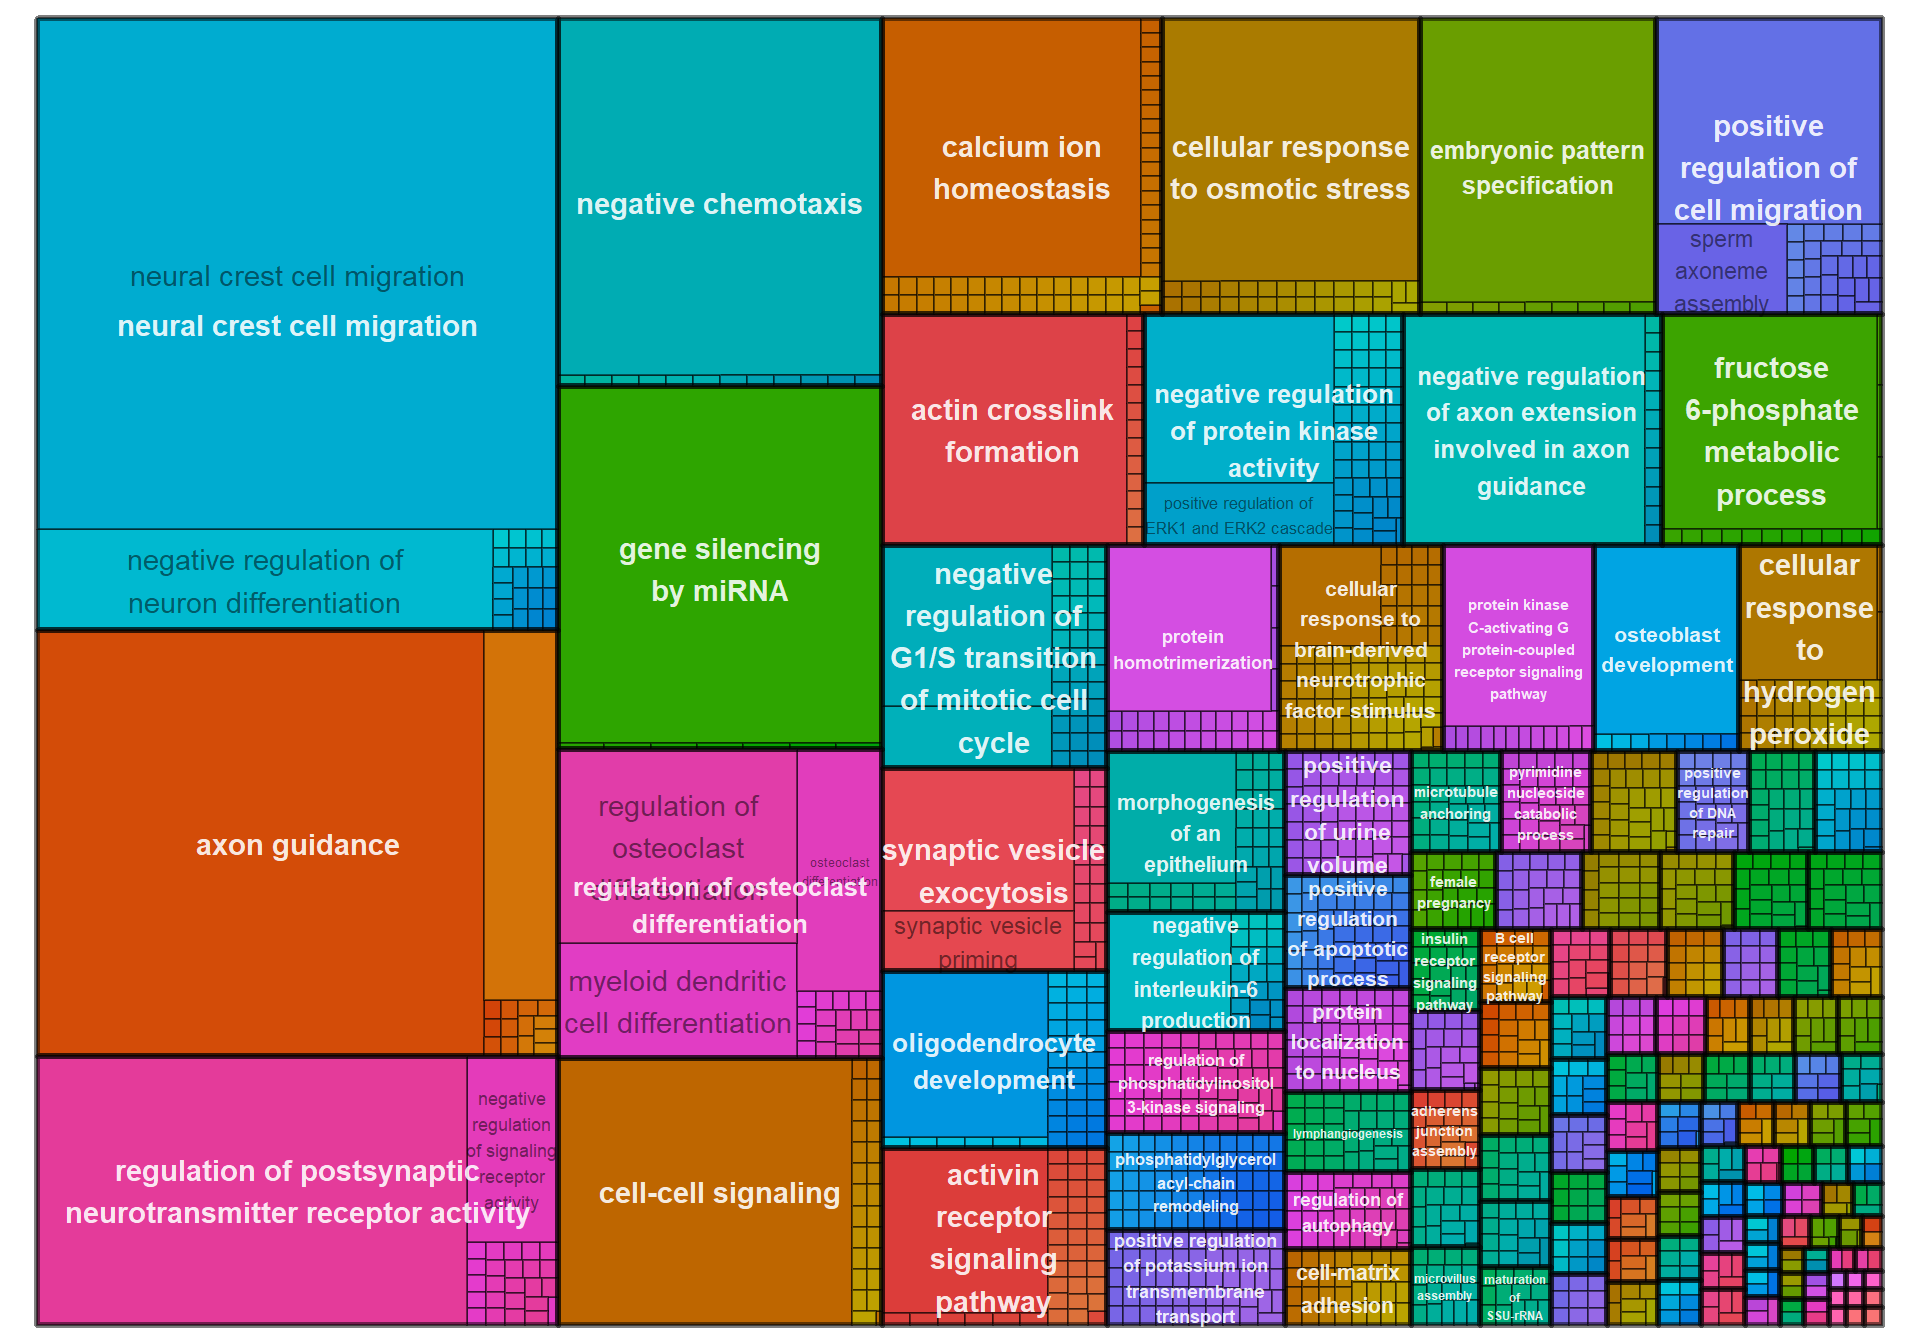 neural crest cell migration
neural crest cell migration
negative regulation of
neuron differentiation
axon guidance
regulation of postsynaptic
neurotransmitter receptor activity
negative
regulation
of signaling
receptor
activity
negative chemotaxis
gene silencing
by miRNA
regulation of
osteoclast
differentiation
regulation of osteoclast
differentiation
osteoclast
differentiation
myeloid dendritic
cell differentiation
cell-cell signaling
calcium ion
homeostasis
cellular response
to osmotic stress
embryonic pattern
specification
positive
regulation of
cell migration
sperm
axoneme
assembly
actin crosslink
formation
negative regulation
of protein kinase
activity
positive regulation of
ERK1 and ERK2 cascade
negative regulation
of axon extension
involved in axon
guidance
fructose
6-phosphate
metabolic
process
negative
regulation of
G1/S transition
of mitotic cell
cycle
protein
homotrimerization
cellular
response to
brain-derived
neurotrophic
factor stimulus
protein kinase
C-activating G
protein-coupled
receptor signaling
pathway
osteoblast
development
cellular
response
to
hydrogen
peroxide
synaptic vesicle
exocytosis
synaptic vesicle
priming
oligodendrocyte
development
activin
receptor
signaling
pathway
morphogenesis
of an
epithelium
negative
regulation of
interleukin-6
production
regulation of
phosphatidylinositol
3-kinase signaling
phosphatidylglycerol
acyl-chain
remodeling
positive regulation
of potassium ion
transmembrane
transport
positive
regulation
of urine
volume
positive
regulation
of apoptotic
process
protein
localization
to nucleus
lymphangiogenesis
regulation of
autophagy
cell-matrix
adhesion
microtubule
anchoring
pyrimidine
nucleoside
catabolic
process
positive
regulation
of DNA
repair
female
pregnancy
insulin
receptor
signaling
pathway
B cell
receptor
signaling
pathway
adherens
junction
assembly
microvillus
assembly
maturation
of
SSU-rRNA